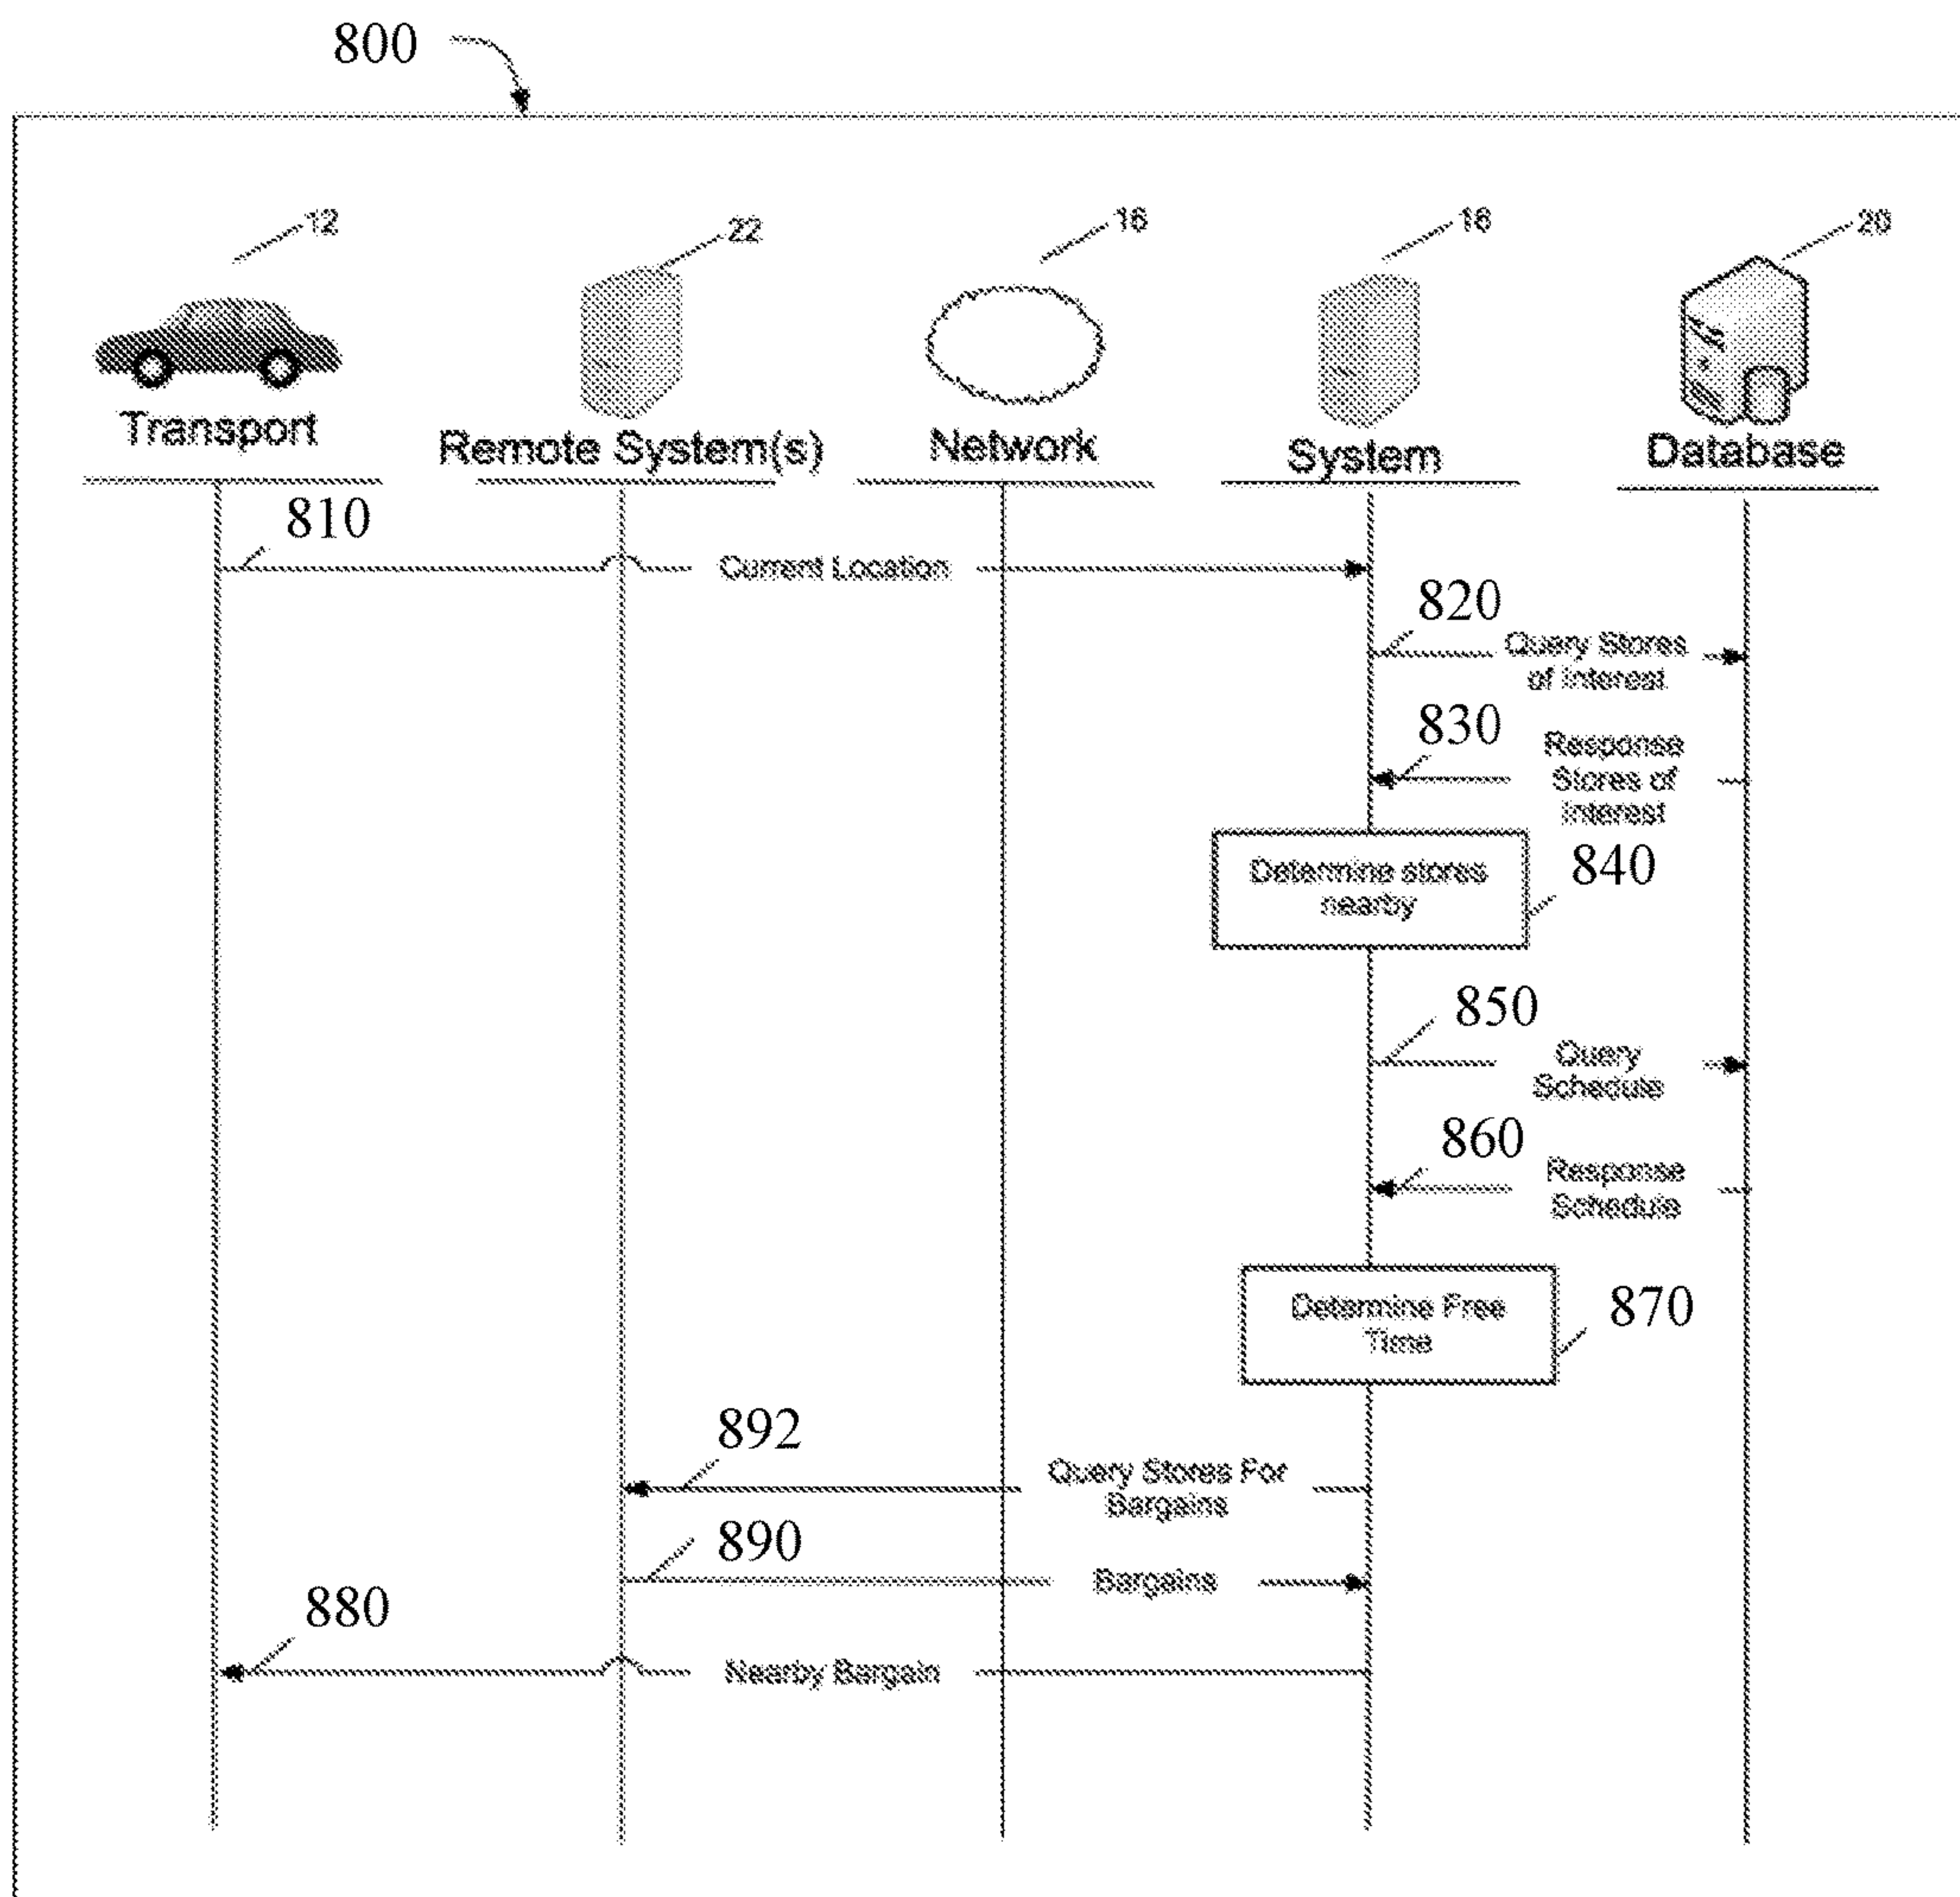 800
12
22
16
18
20
Transport
Remote System(s)
Network
System
Database
810
Current Location
820
Query Stores
of Interest
830
Response
Stores of
Interest
Determine stores
nearby
840
850
Query
Schedule
860
Response
Schedule
Determine Free
Time
870
892
Query Stores For
Bargains
890
Bargains
880
Nearby Bargain